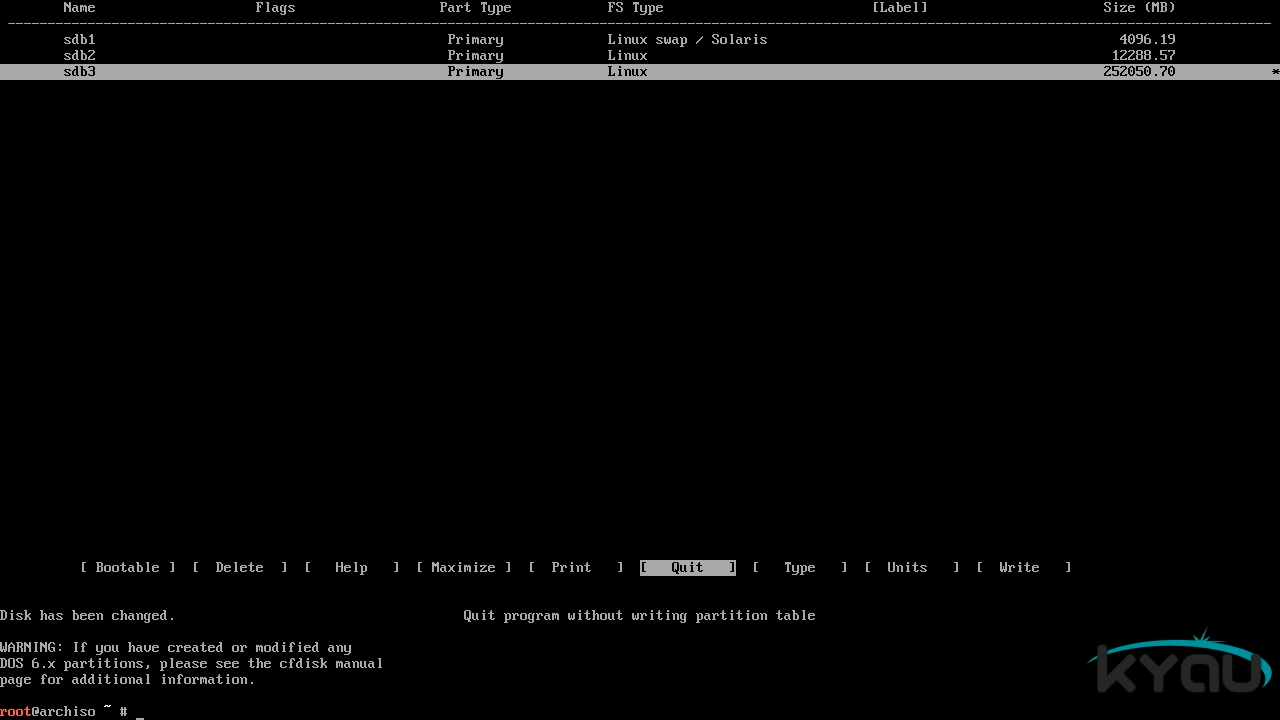 Name Flags Part Type FS Type [Label] Size (MB)
sdb1 Primary Linux swap / Solaris 4096.19
sdb2 Primary Linux 12288.57
sdb3 Primary Linux 252050.70 *
[ Bootable ] [ Delete ] [ Help ] [ Maximize ] [ Print ] [ Quit ] [ Type ] [ Units ] [ Write ]
Disk has been changed. Quit program without writing partition table
WARNING: If you have created or modified any
DOS 6.x partitions, please see the cfdisk manual
page for additional information.
root@archiso ~ # _
kyau